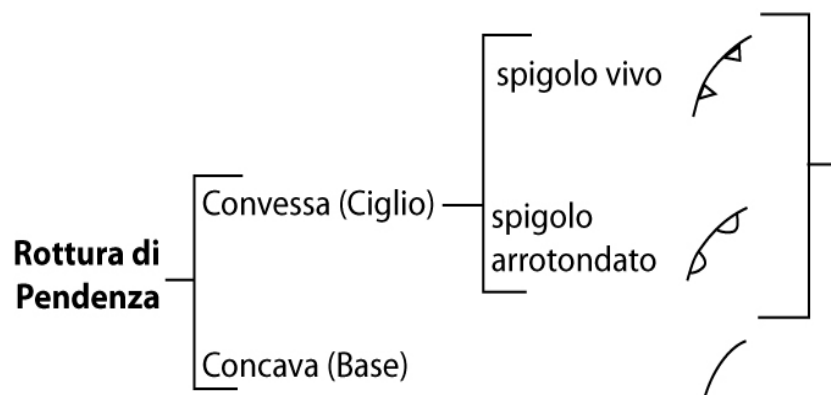 spigolo vivo
Convessa (Ciglio)
spigolo
arrotondato
Rottura di
Pendenza
Concava (Base)